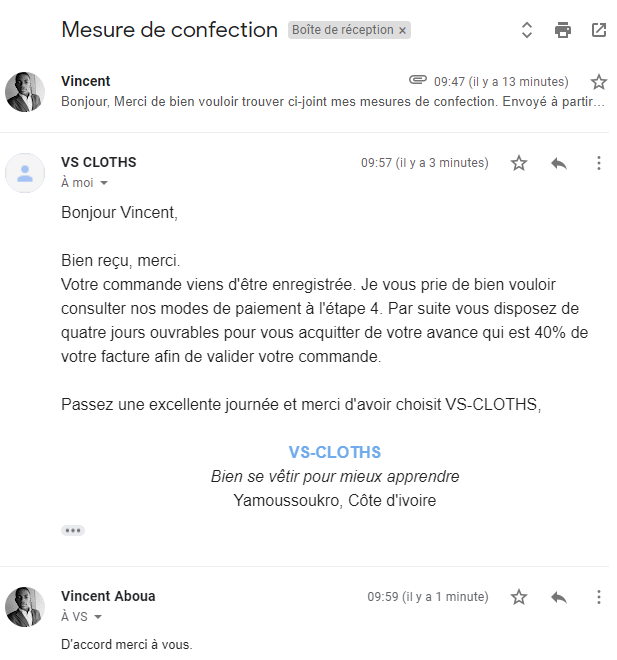 Mesure de confection Boîte de réception ×
Vincent 09:47 (il y a 13 minutes)
Bonjour, Merci de bien vouloir trouver ci-joint mes mesures de confection. Envoyé à partir…
VS CLOTHS 09:57 (il y a 3 minutes)
À moi
Bonjour Vincent,
Bien reçu, merci.
Votre commande viens d'être enregistrée. Je vous prie de bien vouloir
consulter nos modes de paiement à l'étape 4. Par suite vous disposez de
quatre jours ouvrables pour vous acquitter de votre avance qui est 40% de
votre facture afin de valider votre commande.
Passez une excellente journée et merci d'avoir choisit VS-CLOTHS,
VS-CLOTHS
Bien se vêtir pour mieux apprendre
Yamoussoukro, Côte d'ivoire
Vincent Aboua 09:59 (il y a 1 minute)
À VS
D'accord merci à vous.